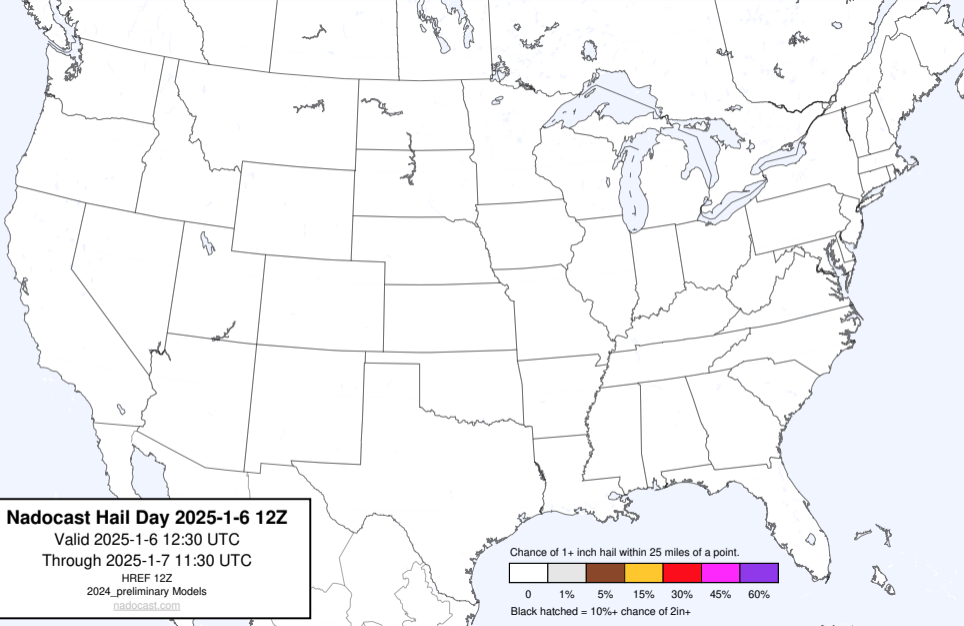 Nadocast Hail Day 2025-1-6 12Z
Valid 2025-1-6 12:30 UTC
Through 2025-1-7 11:30 UTC
HREF 12Z
2024_preliminary Models
nadocast.com
Chance of 1+ inch hail within 25 miles of a point.
0 1% 5% 15% 30% 45% 60%
Black hatched = 10%+ chance of 2in+